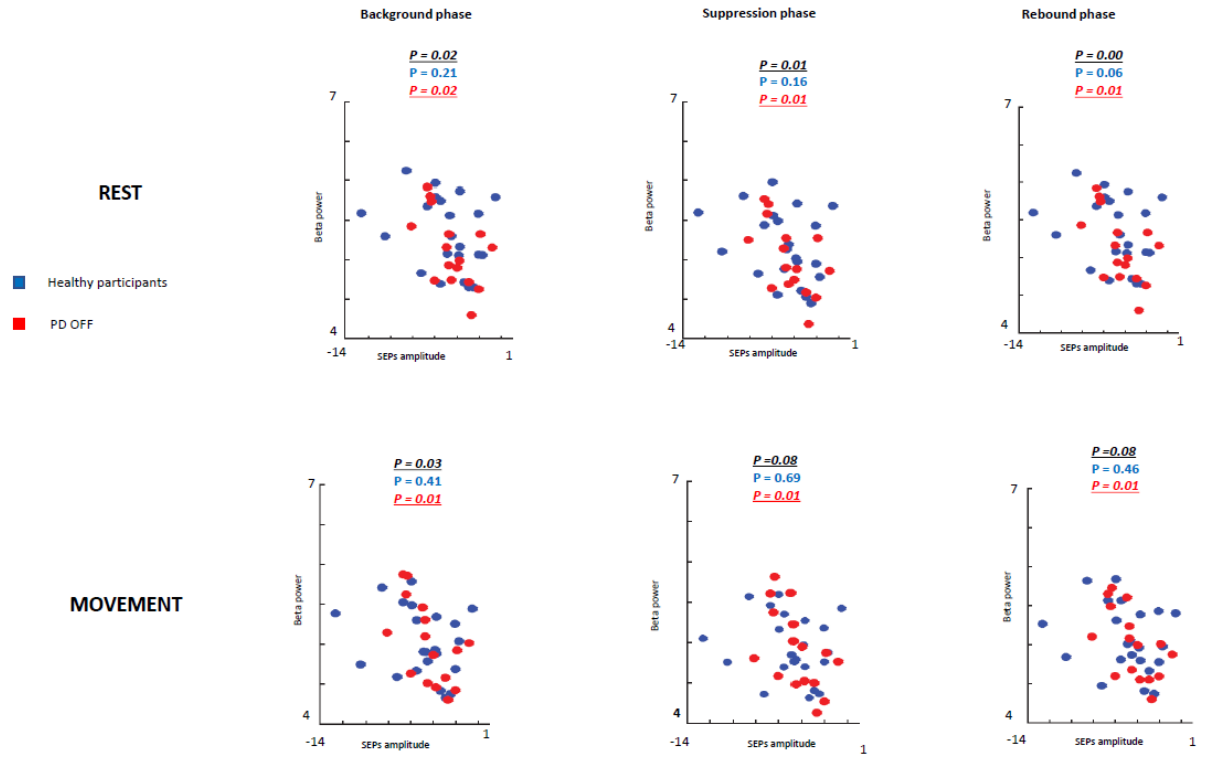 Background phase
Suppression phase
Rebound phase
P = 0.02
P = 0.21
P = 0.02
P = 0.01
P = 0.16
P = 0.01
P = 0.00
P = 0.06
P = 0.01
REST
7
Beta power
4
-14
SEPs amplitude
1
7
Beta power
4
-14
SEPs amplitude
1
7
Beta power
4
-14
SEPs amplitude
1
Healthy participants
PD OFF
P = 0.03
P = 0.41
P = 0.01
P =0.08
P = 0.69
P = 0.01
P =0.08
P = 0.46
P = 0.01
MOVEMENT
7
Beta power
4
-14
SEPs amplitude
1
7
Beta power
4
-14
SEPs amplitude
1
7
Beta power
4
-14
SEPs amplitude
1